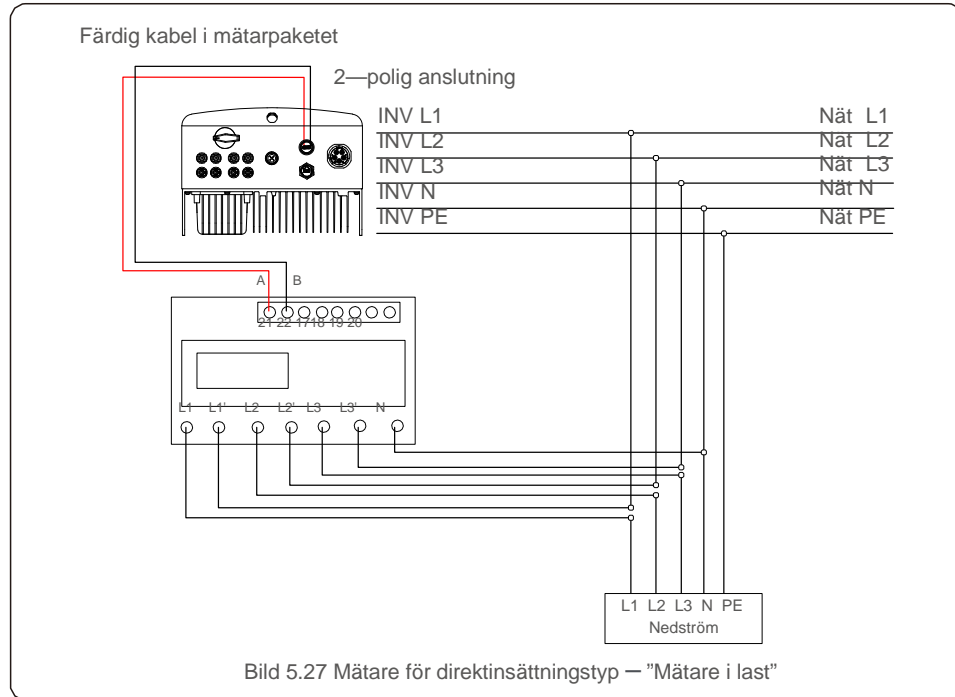 Färdig kabel i mätarpaketet
2—polig anslutning
INV L1 Nät L1
INV L2 Nat L2
INV L3 Nät L3
INV N Nät N
INV PE Nät PE
A B
21 22 17 18 19 20
L1 L1' L2 L2' L3 L3' N
L1 L2 L3 N PE
Nedström
Bild 5.27 Mätare för direktinsättningstyp — ”Mätare i last”